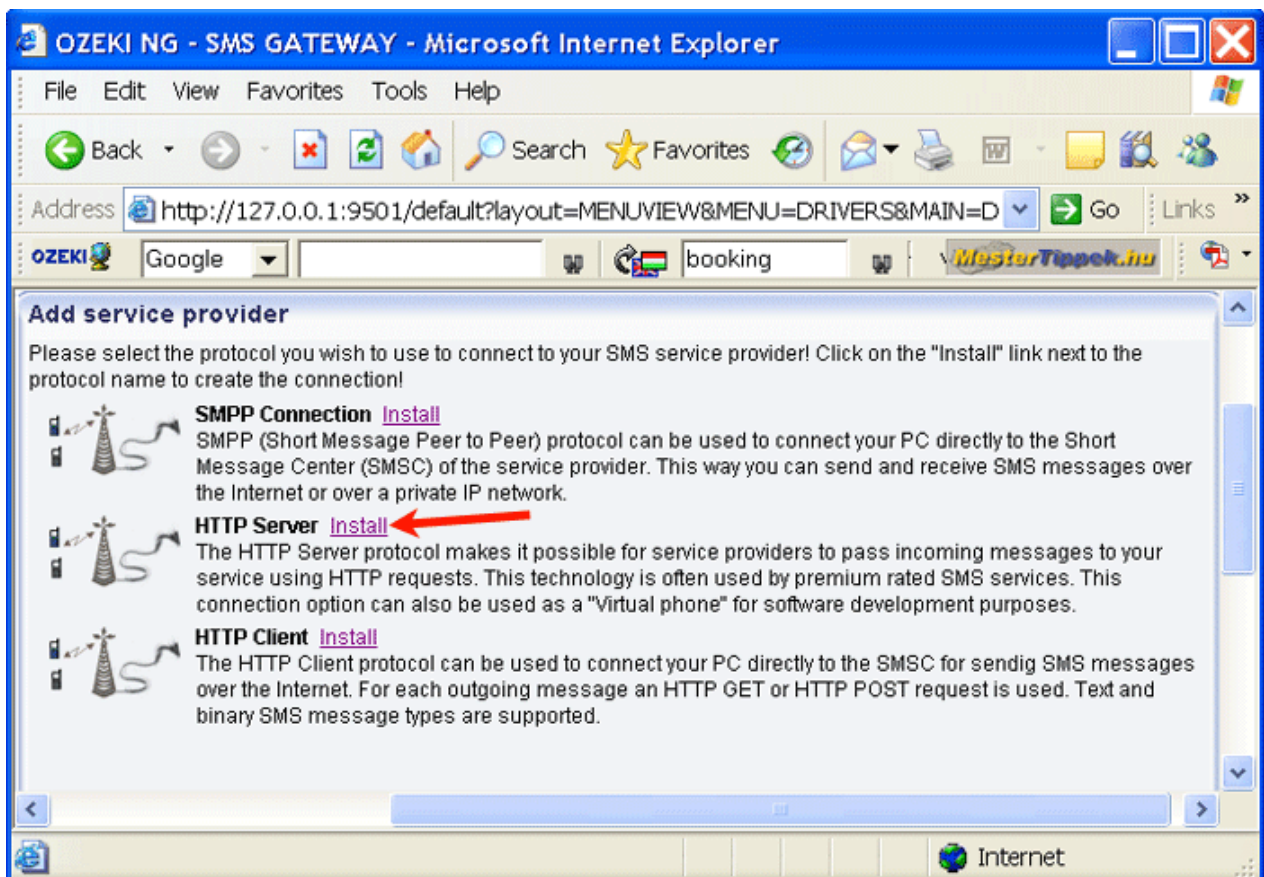 OZEKI NG - SMS GATEWAY - Microsoft Internet Explorer
File Edit View Favorites Tools Help
Back Search Favorites
Address http://127.0.0.1:9501/default?layout=MENUVIEW&MENU=DRIVERS&MAIN=D Go Links »
OZEKI Google booking MesterTippek.hu
Add service provider
Please select the protocol you wish to use to connect to your SMS service provider! Click on the "Install" link next to the
protocol name to create the connection!
SMPP Connection Install
SMPP (Short Message Peer to Peer) protocol can be used to connect your PC directly to the Short
Message Center (SMSC) of the service provider. This way you can send and receive SMS messages over
the Internet or over a private IP network.
HTTP Server Install
The HTTP Server protocol makes it possible for service providers to pass incoming messages to your
service using HTTP requests. This technology is often used by premium rated SMS services. This
connection option can also be used as a "Virtual phone" for software development purposes.
HTTP Client Install
The HTTP Client protocol can be used to connect your PC directly to the SMSC for sendig SMS messages
over the Internet. For each outgoing message an HTTP GET or HTTP POST request is used. Text and
binary SMS message types are supported.
Internet